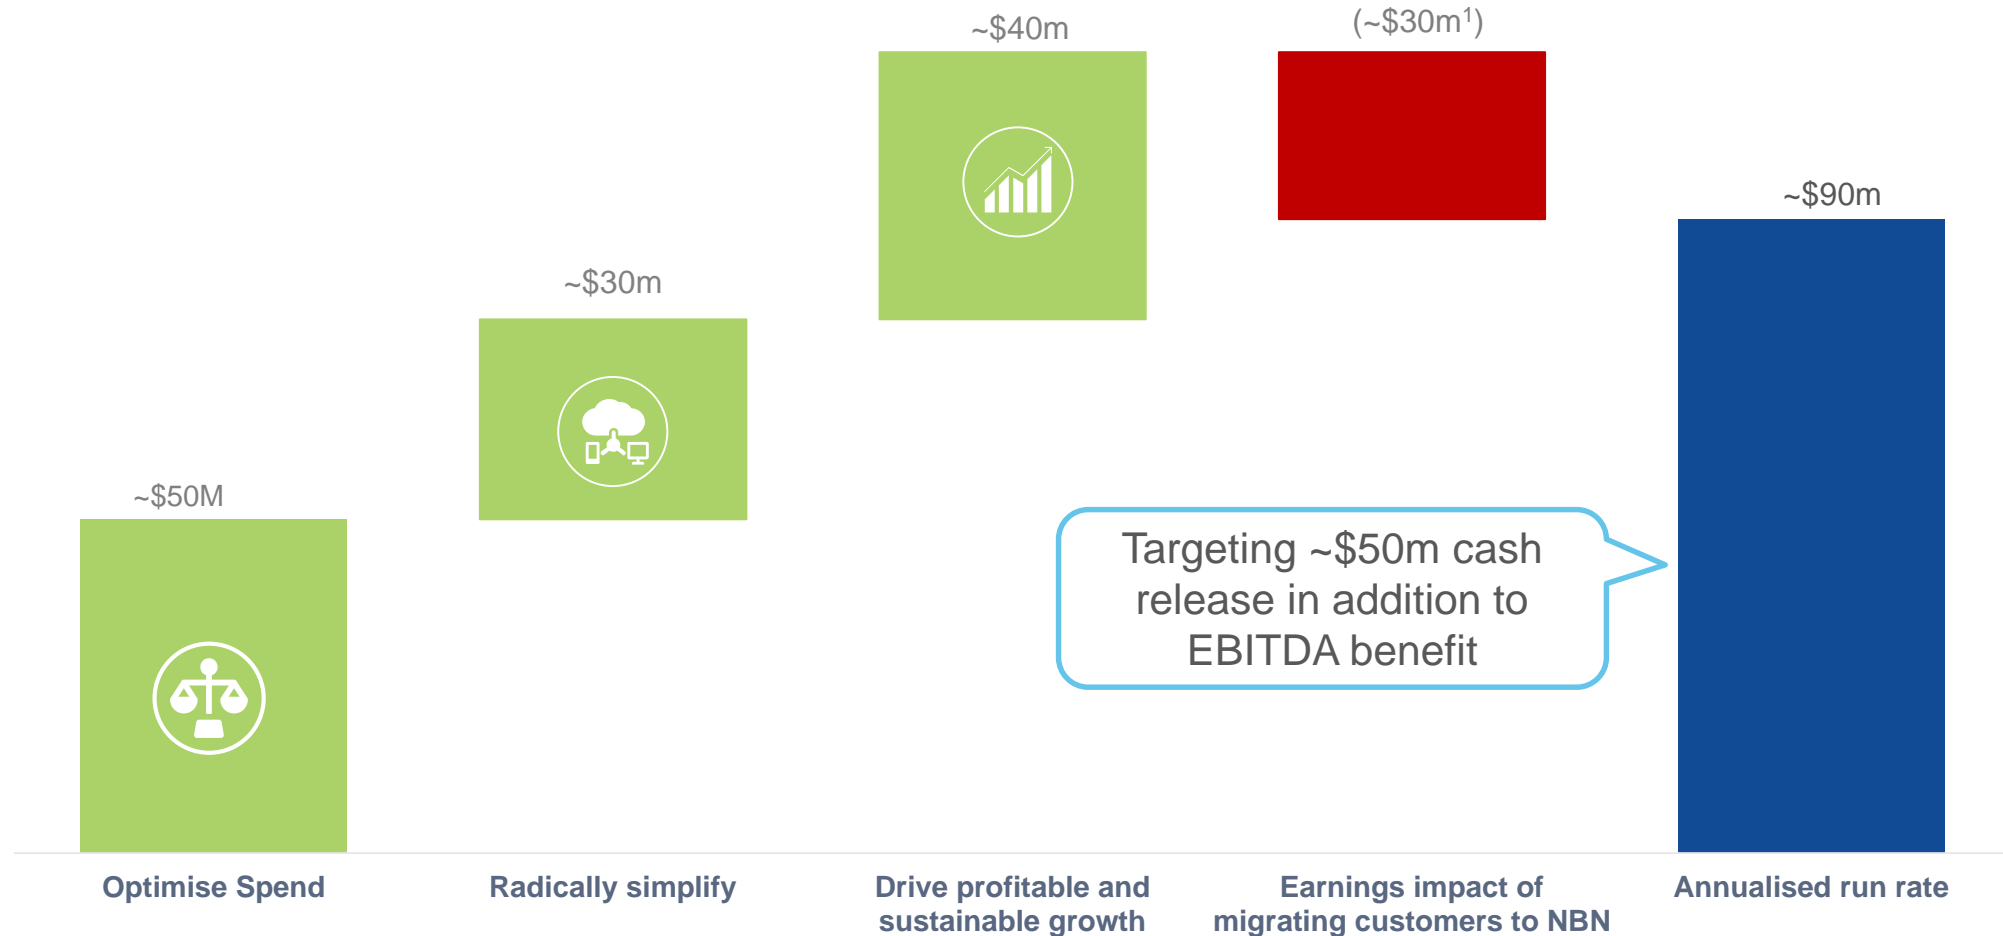 ~$40m
(~$30m¹)
~$90m
~$30m
~$50M
Targeting ~$50m cash
release in addition to
EBITDA benefit
Optimise Spend
Radically simplify
Drive profitable and
sustainable growth
Earnings impact of
migrating customers to NBN
Annualised run rate